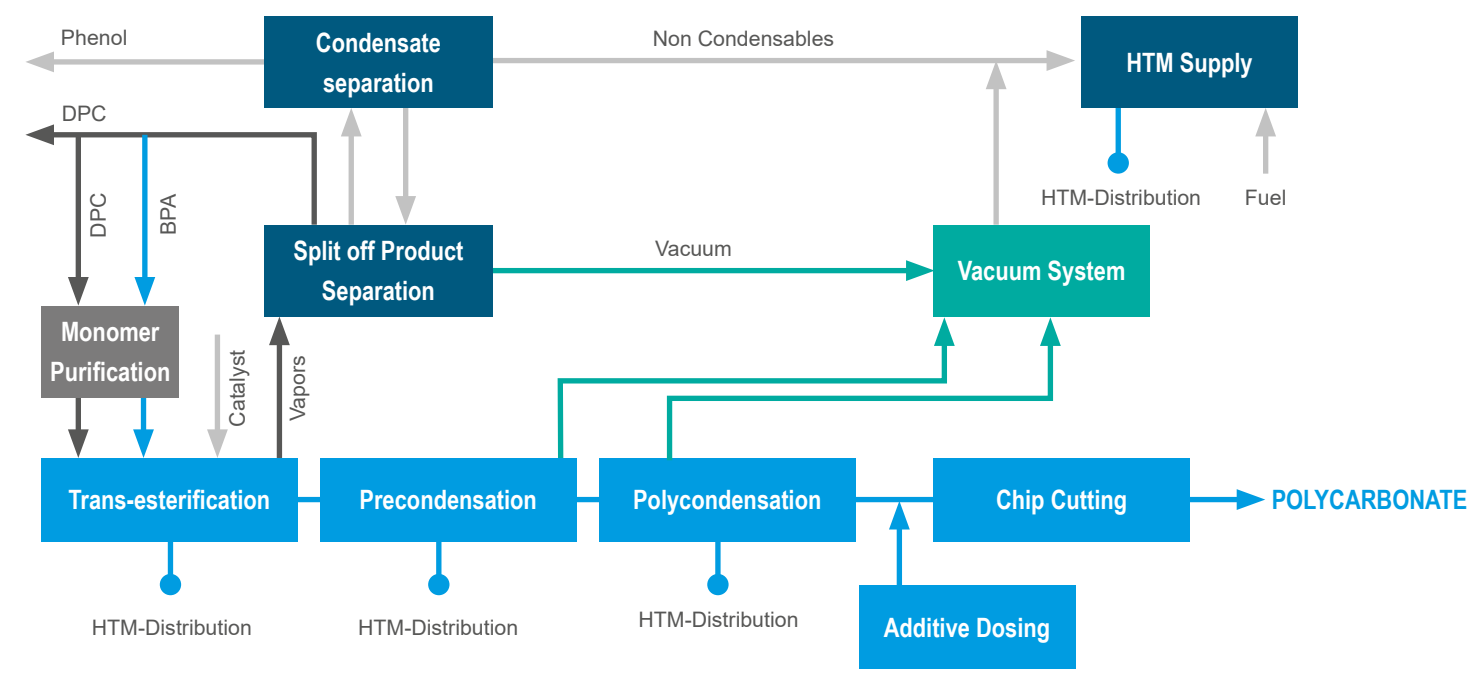 Phenol
Condensate
separation
Non Condensables
HTM Supply
DPC
DPC
BPA
HTM-Distribution
Fuel
Split off Product
Separation
Vacuum
Vacuum System
Monomer
Purification
Catalyst
Vapors
Trans-esterification
Precondensation
Polycondensation
Chip Cutting
POLYCARBONATE
HTM-Distribution
HTM-Distribution
HTM-Distribution
Additive Dosing